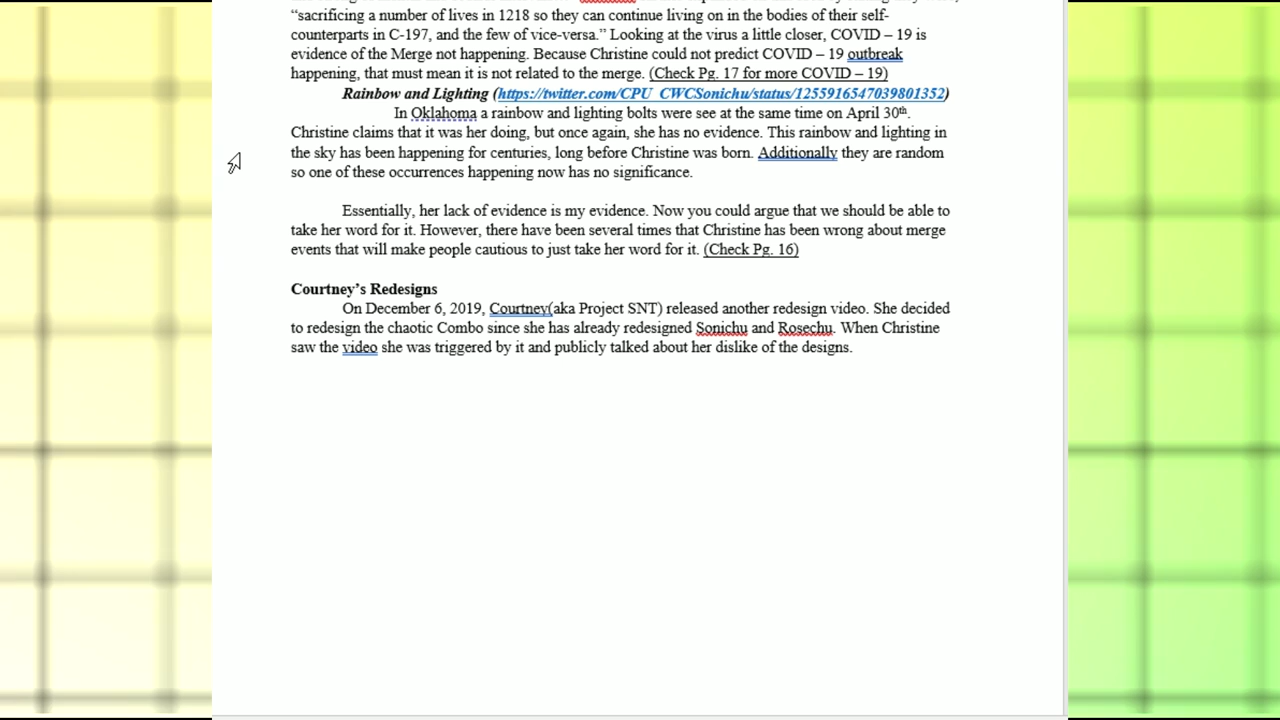 “sacrificing a number of lives in 1218 so they can continue living on in the bodies of their self-
counterparts in C-197, and the few of vice-versa.” Looking at the virus a little closer, COVID – 19 is
evidence of the Merge not happening. Because Christine could not predict COVID – 19 outbreak
happening, that must mean it is not related to the merge. (Check Pg. 17 for more COVID – 19)
Rainbow and Lighting (https://twitter.com/CPU_CWCSonichu/status/1255916547039801352)
In Oklahoma a rainbow and lighting bolts were see at the same time on April 30th.
Christine claims that it was her doing, but once again, she has no evidence. This rainbow and lighting in
the sky has been happening for centuries, long before Christine was born. Additionally they are random
so one of these occurrences happening now has no significance.
Essentially, her lack of evidence is my evidence. Now you could argue that we should be able to
take her word for it. However, there have been several times that Christine has been wrong about merge
events that will make people cautious to just take her word for it. (Check Pg. 16)
Courtney’s Redesigns
On December 6, 2019, Courtney(aka Project SNT) released another redesign video. She decided
to redesign the chaotic Combo since she has already redesigned Sonichu and Rosechu. When Christine
saw the video she was triggered by it and publicly talked about her dislike of the designs.